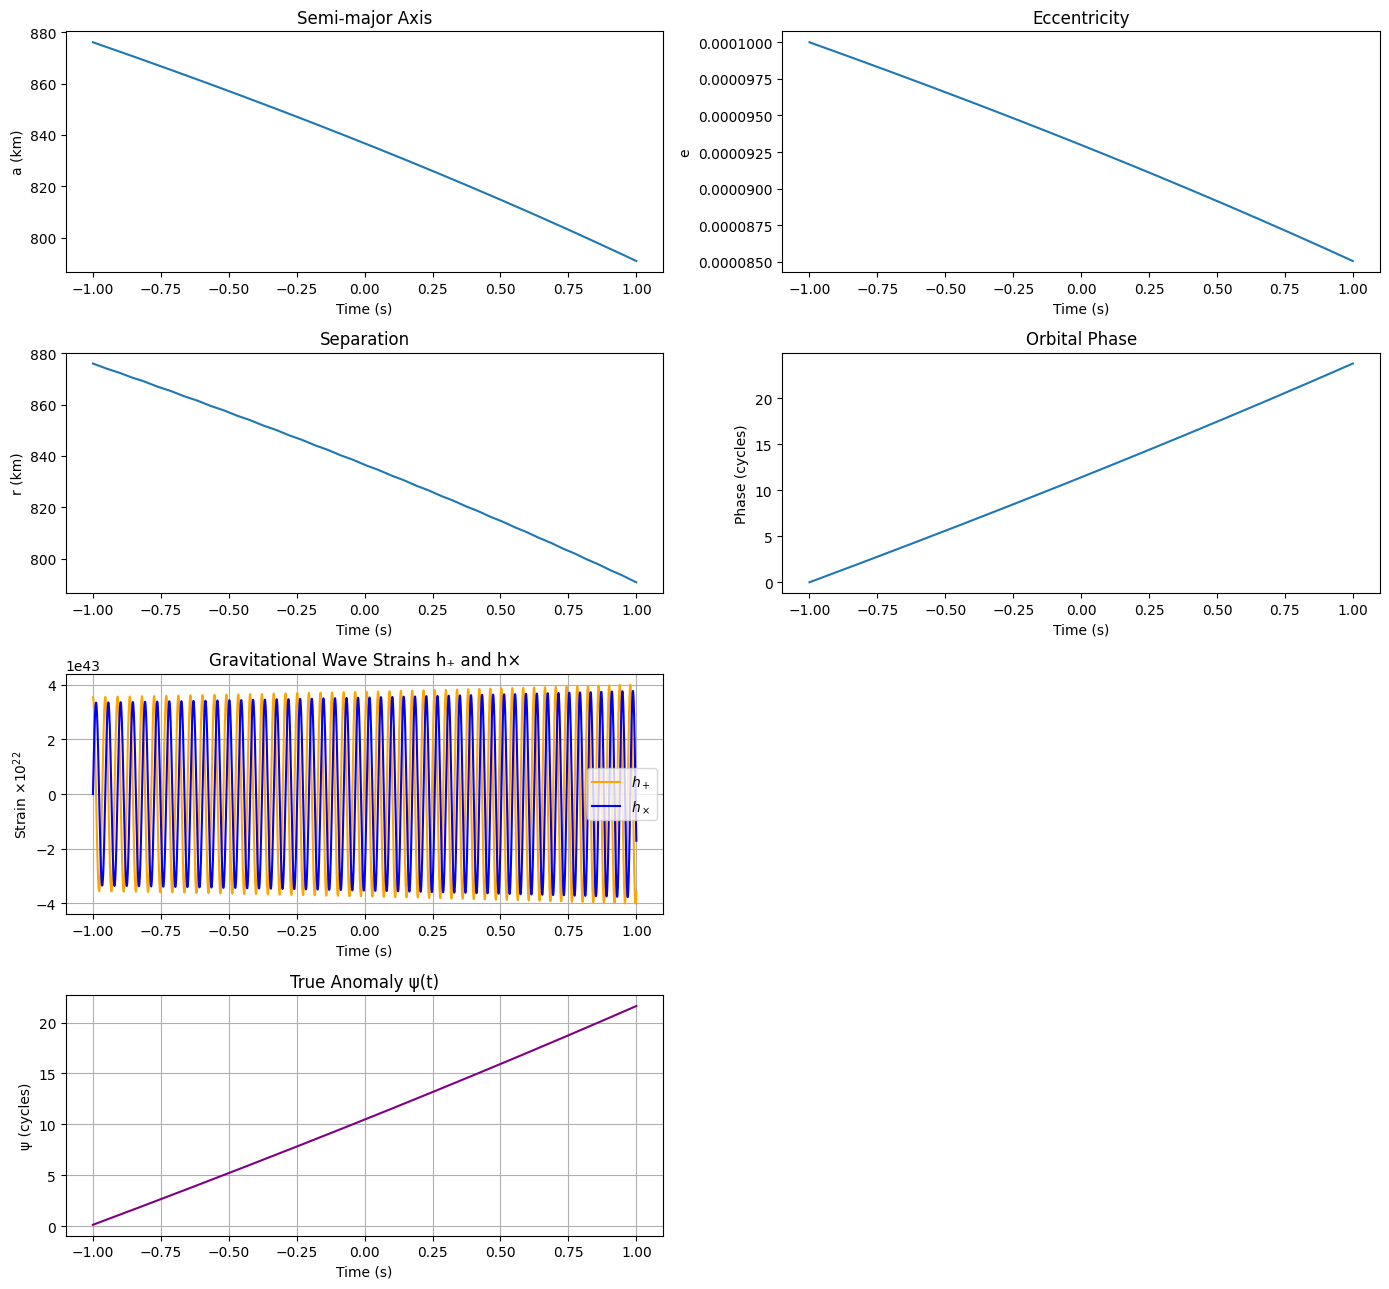 Semi-major Axis
a (km)
880
860
840
820
800
−1.00 −0.75 −0.50 −0.25 0.00 0.25 0.50 0.75 1.00
Time (s)
Eccentricity
e
0.0001000
0.0000975
0.0000950
0.0000925
0.0000900
0.0000875
0.0000850
−1.00 −0.75 −0.50 −0.25 0.00 0.25 0.50 0.75 1.00
Time (s)
Separation
r (km)
880
860
840
820
800
−1.00 −0.75 −0.50 −0.25 0.00 0.25 0.50 0.75 1.00
Time (s)
Orbital Phase
Phase (cycles)
20
15
10
5
0
−1.00 −0.75 −0.50 −0.25 0.00 0.25 0.50 0.75 1.00
Time (s)
Gravitational Wave Strains h₊ and h×
1e43
Strain ×10²²
4
2
0
−2
−4
h₊
h×
−1.00 −0.75 −0.50 −0.25 0.00 0.25 0.50 0.75 1.00
Time (s)
True Anomaly ψ(t)
ψ (cycles)
20
15
10
5
0
−1.00 −0.75 −0.50 −0.25 0.00 0.25 0.50 0.75 1.00
Time (s)